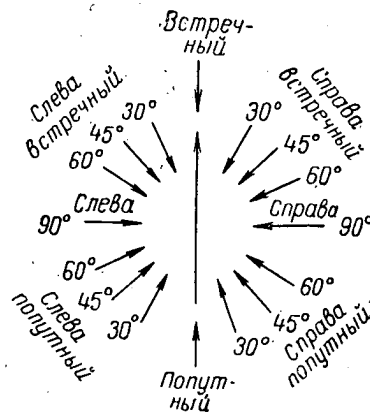 Встреч-
ный
Слева
встречный
Справа
встречный
30°
30°
45°
45°
60°
60°
Слева
Справа
90°
90°
60°
60°
45°
45°
30°
30°
Слева
попутный
Справа
попутный
Попут-
ный